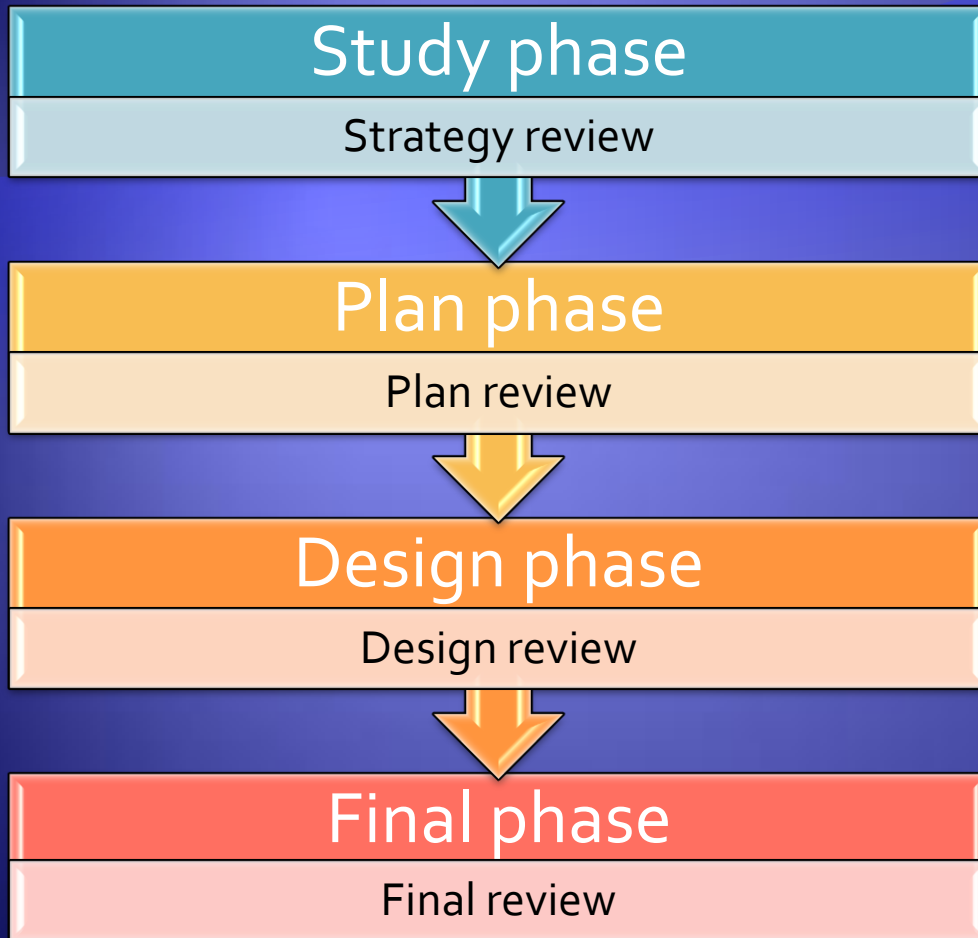 Study phase
Strategy review
Plan phase
Plan review
Design phase
Design review
Final phase
Final review